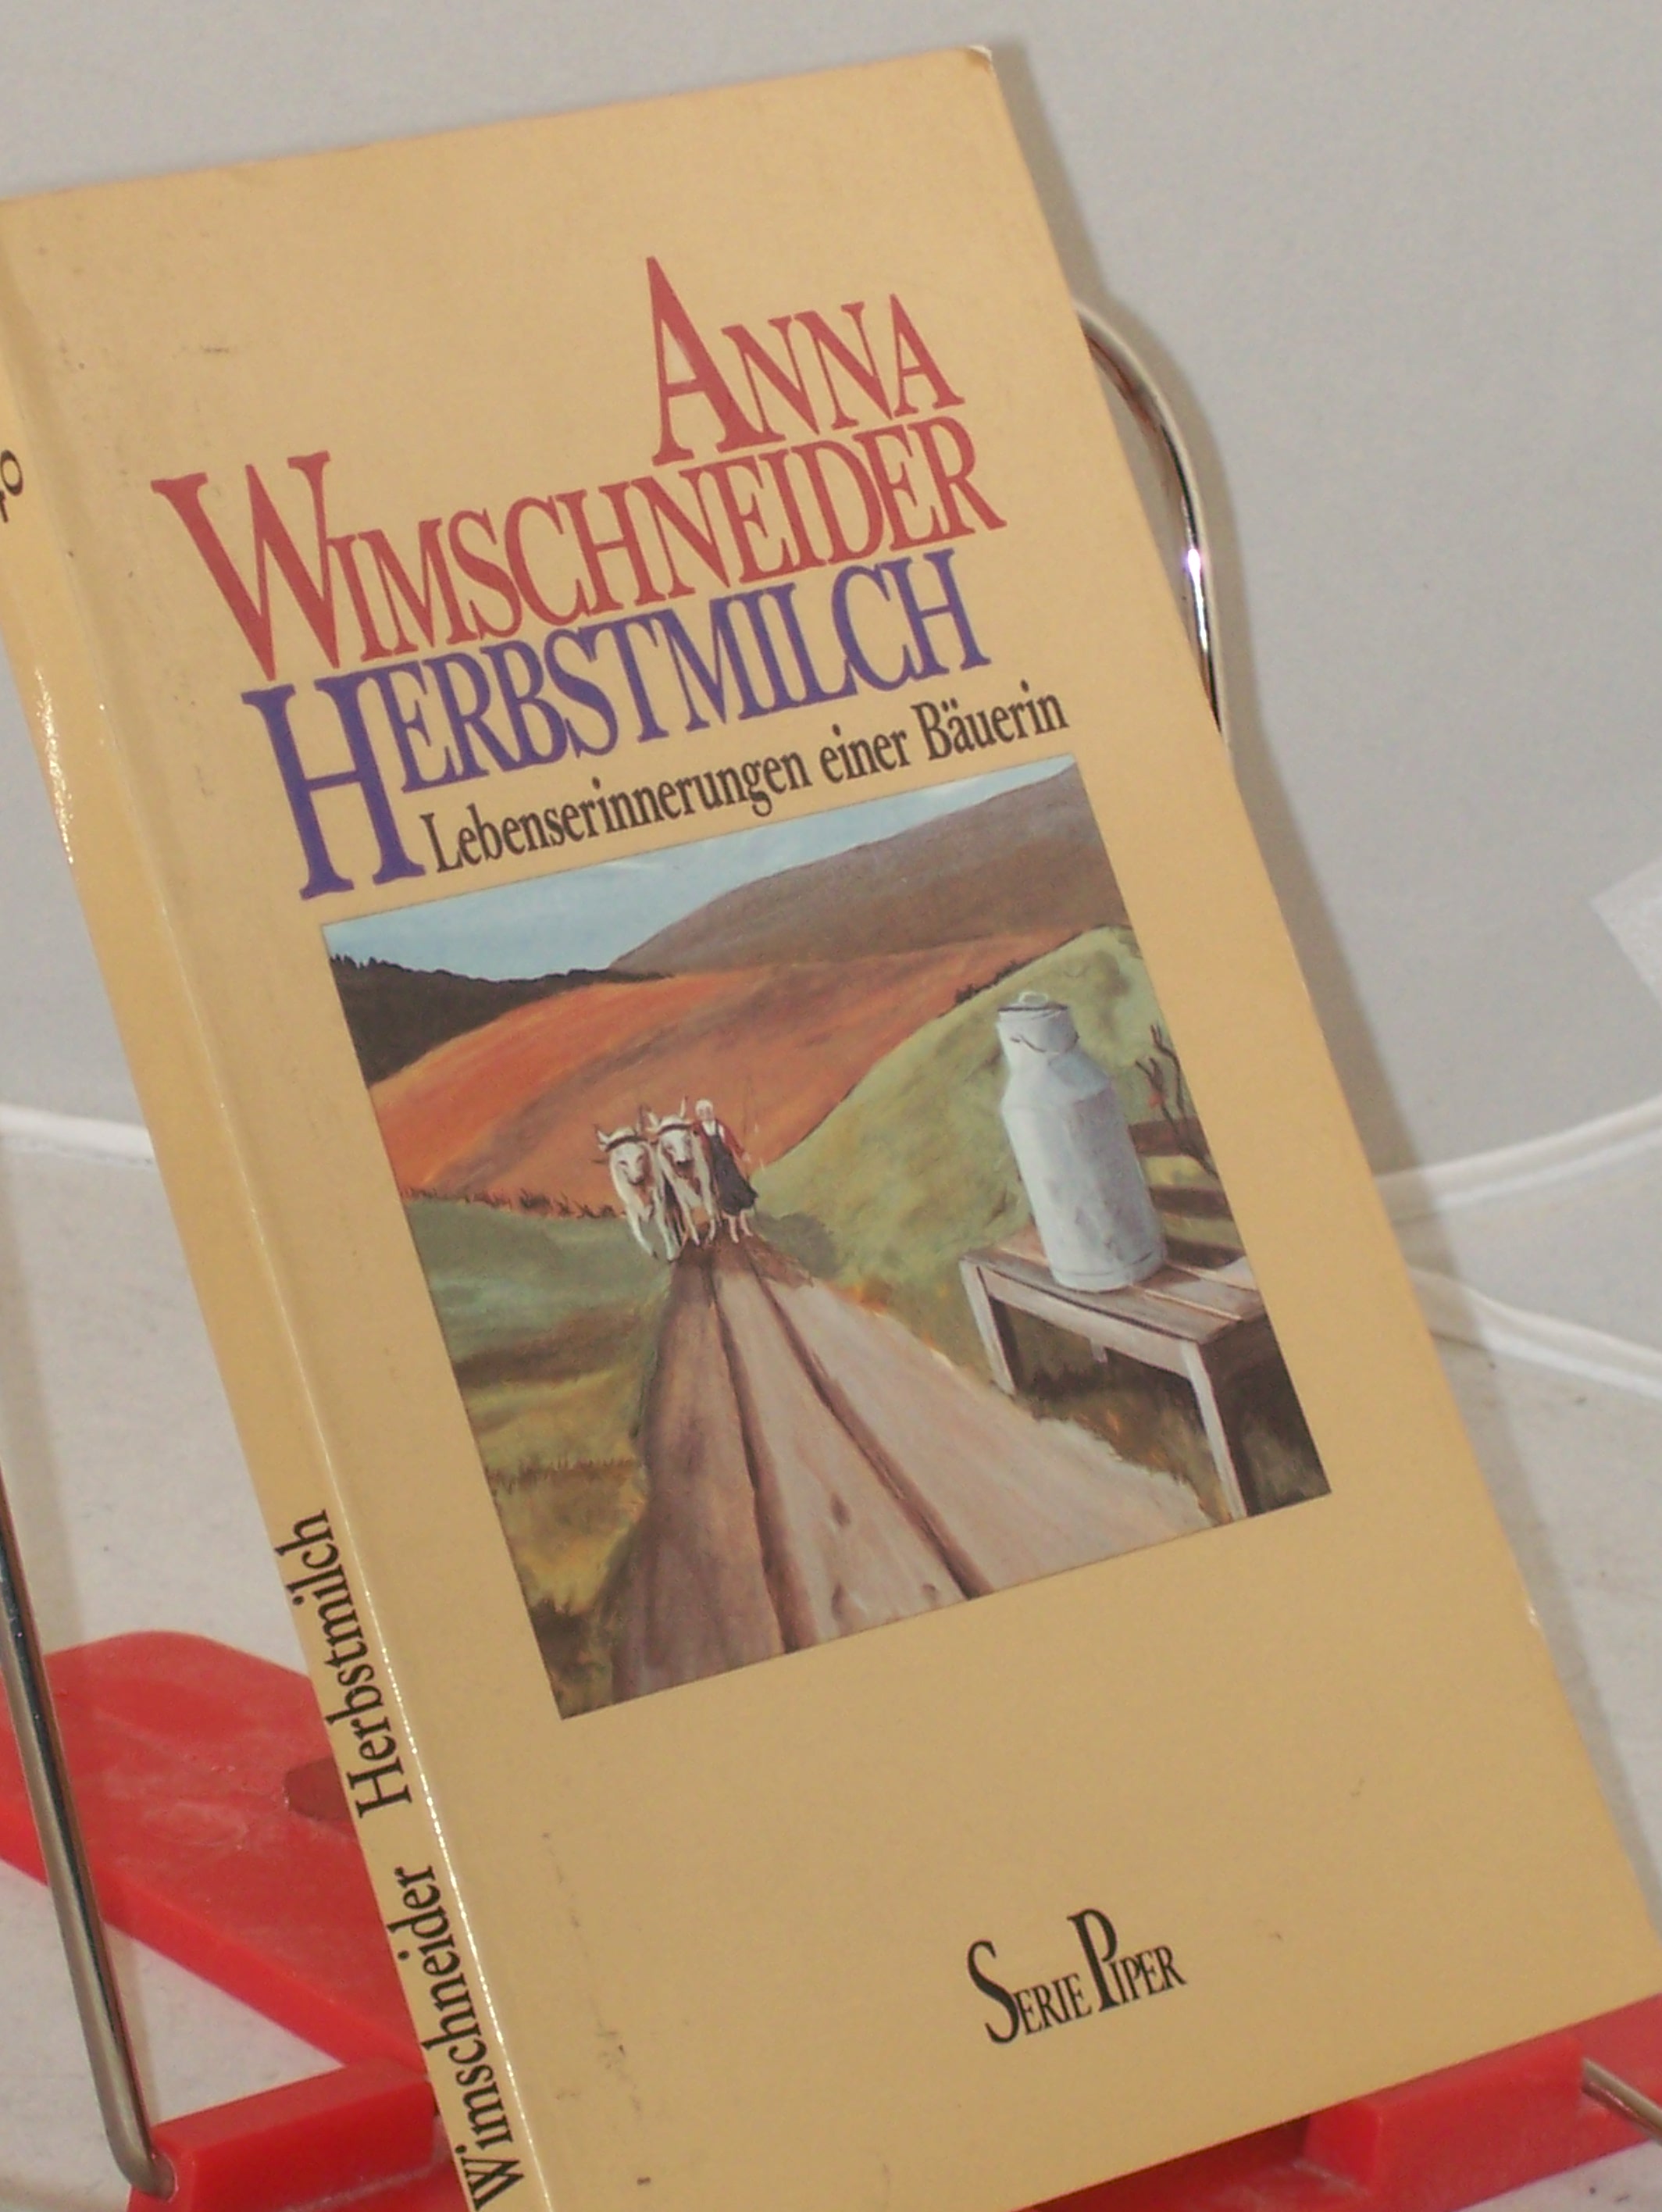 ANNA
WIMSCHNEIDER
HERBSTMILCH
Lebenserinnerungen einer Bäuerin
SERIE PIPER
Wimschneider Herbstmilch